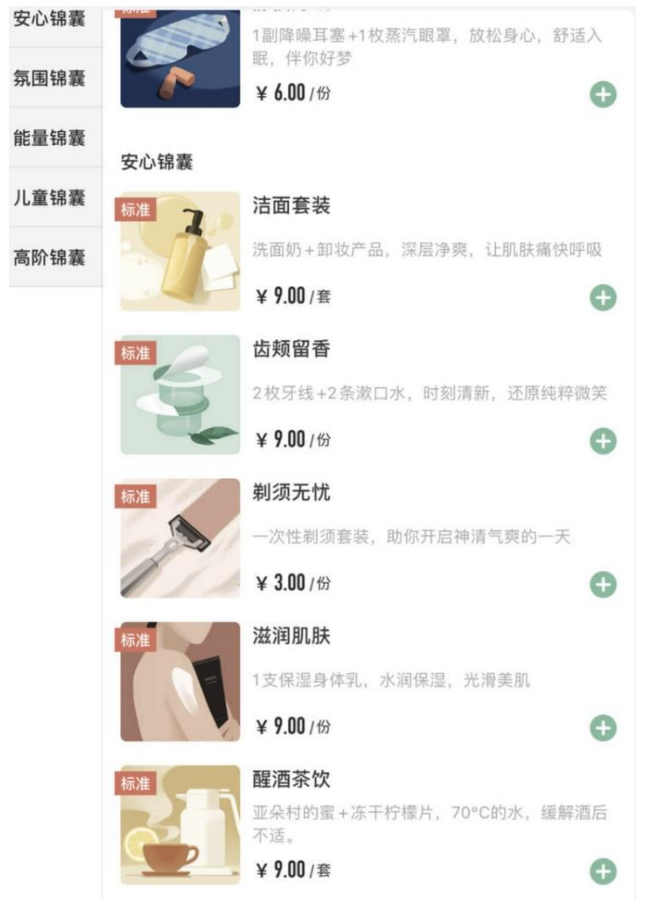 安心锦囊
氛围锦囊
能量锦囊
儿童锦囊
高阶锦囊
1副降噪耳塞+1枚蒸汽眼罩，放松身心，舒适入
眠，伴你好梦
¥ 6.00 /份
安心锦囊
标准
洁面套装
洗面奶+卸妆产品，深层净爽，让肌肤痛快呼吸
¥ 9.00 /套
标准
齿颊留香
2枚牙线+2条漱口水，时刻清新，还原纯粹微笑
¥ 9.00 /份
标准
剃须无忧
一次性剃须套装，助你开启神清气爽的一天
¥ 3.00 /份
标准
滋润肌肤
1支保湿身体乳，水润保湿，光滑美肌
¥ 9.00 /份
标准
醒酒茶饮
亚朵村的蜜+冻干柠檬片，70°C的水，缓解酒后
不适。
¥ 9.00 /套